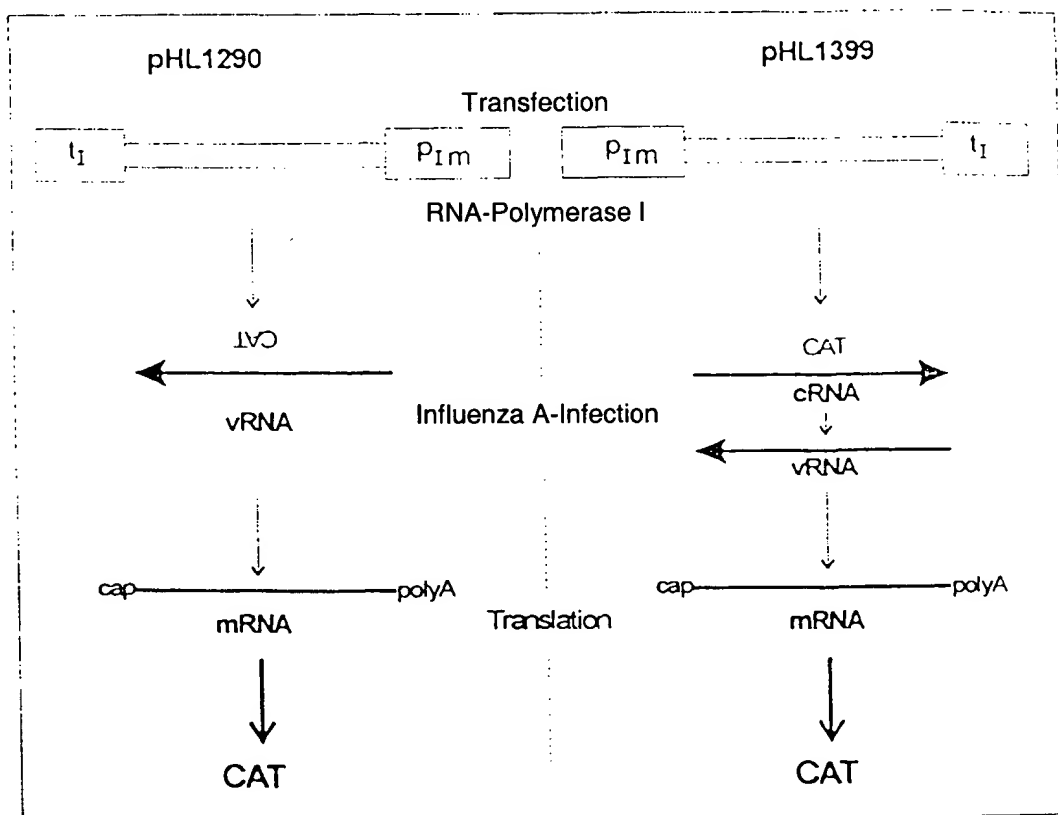 pHL1290 pHL1399
Transfection
tI pIm pIm tI
RNA-Polymerase I
CAT CAT
cRNA
vRNA Influenza A-Infection
vRNA
cap polyA cap polyA
mRNA Translation mRNA
CAT CAT